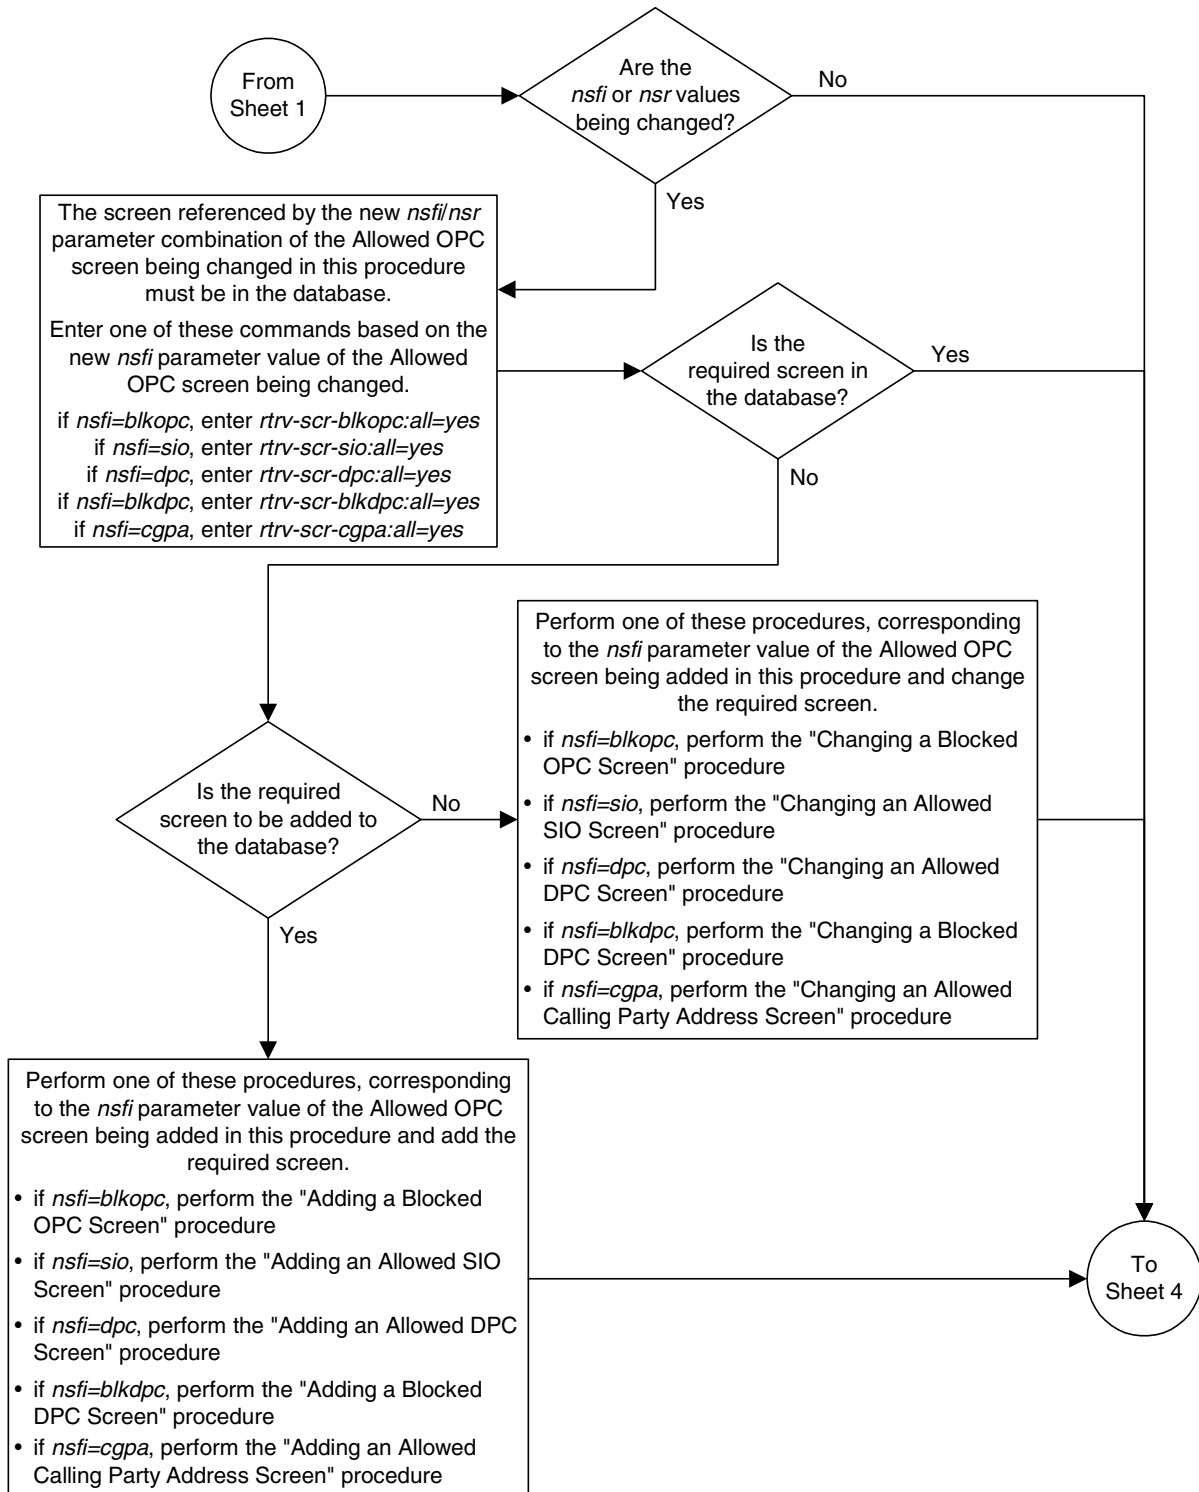 From
Sheet 1
Are the
nsfi or nsr values
being changed?
No
Yes
The screen referenced by the new nsfi/nsr
parameter combination of the Allowed OPC
screen being changed in this procedure
must be in the database.
Enter one of these commands based on the
new nsfi parameter value of the Allowed
OPC screen being changed.
if nsfi=blkopc, enter rtrv-scr-blkopc:all=yes
if nsfi=sio, enter rtrv-scr-sio:all=yes
if nsfi=dpc, enter rtrv-scr-dpc:all=yes
if nsfi=blkdpc, enter rtrv-scr-blkdpc:all=yes
if nsfi=cgpa, enter rtrv-scr-cgpa:all=yes
Is the
required screen in
the database?
Yes
No
Is the required
screen to be added to
the database?
No
Yes
Perform one of these procedures, corresponding
to the nsfi parameter value of the Allowed OPC
screen being added in this procedure and change
the required screen.
• if nsfi=blkopc, perform the "Changing a Blocked
OPC Screen" procedure
• if nsfi=sio, perform the "Changing an Allowed
SIO Screen" procedure
• if nsfi=dpc, perform the "Changing an Allowed
DPC Screen" procedure
• if nsfi=blkdpc, perform the "Changing a Blocked
DPC Screen" procedure
• if nsfi=cgpa, perform the "Changing an Allowed
Calling Party Address Screen" procedure
Perform one of these procedures, corresponding
to the nsfi parameter value of the Allowed OPC
screen being added in this procedure and add the
required screen.
• if nsfi=blkopc, perform the "Adding a Blocked
OPC Screen" procedure
• if nsfi=sio, perform the "Adding an Allowed SIO
Screen" procedure
• if nsfi=dpc, perform the "Adding an Allowed DPC
Screen" procedure
• if nsfi=blkdpc, perform the "Adding a Blocked
DPC Screen" procedure
• if nsfi=cgpa, perform the "Adding an Allowed
Calling Party Address Screen" procedure
To
Sheet 4